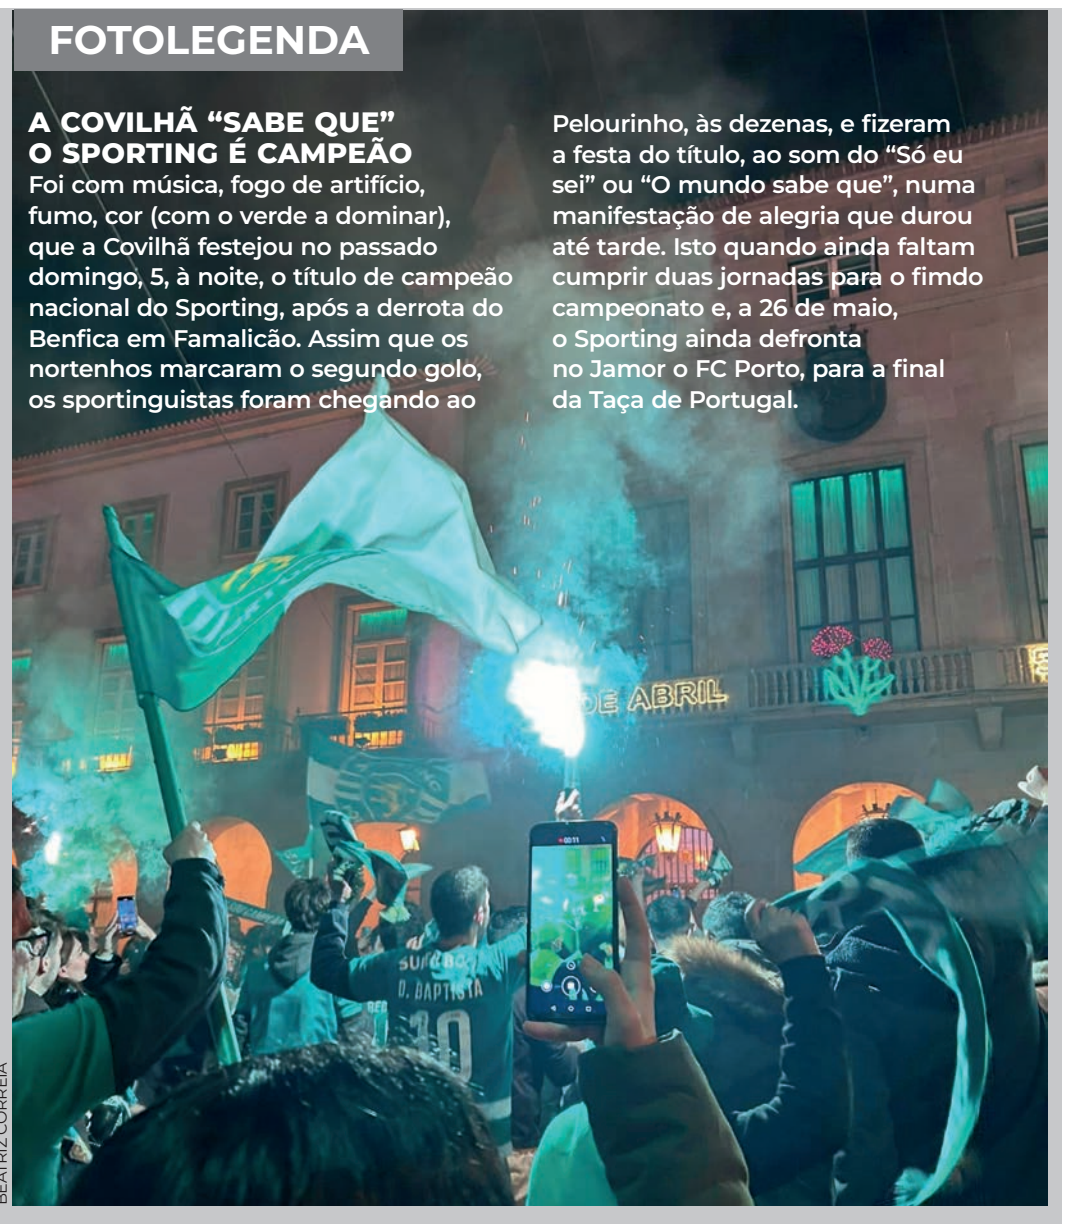 FOTOLEGENDA
A COVILHÃ “SABE QUE”
O SPORTING É CAMPEÃO
Foi com música, fogo de artifício,
fumo, cor (com o verde a dominar),
que a Covilhã festejou no passado
domingo, 5, à noite, o título de campeão
nacional do Sporting, após a derrota do
Benfica em Famalicão. Assim que os
nortenhos marcaram o segundo golo,
os sportinguistas foram chegando ao
Pelourinho, às dezenas, e fizeram
a festa do título, ao som do “Só eu
sei” ou “O mundo sabe que”, numa
manifestação de alegria que durou
até tarde. Isto quando ainda faltam
cumprir duas jornadas para o fimdo
campeonato e, a 26 de maio,
o Sporting ainda defronta
no Jamor o FC Porto, para a final
da Taça de Portugal.
DE ABRIL
00:11
D. BAPTISTA
10
BEATRIZ CORREIA